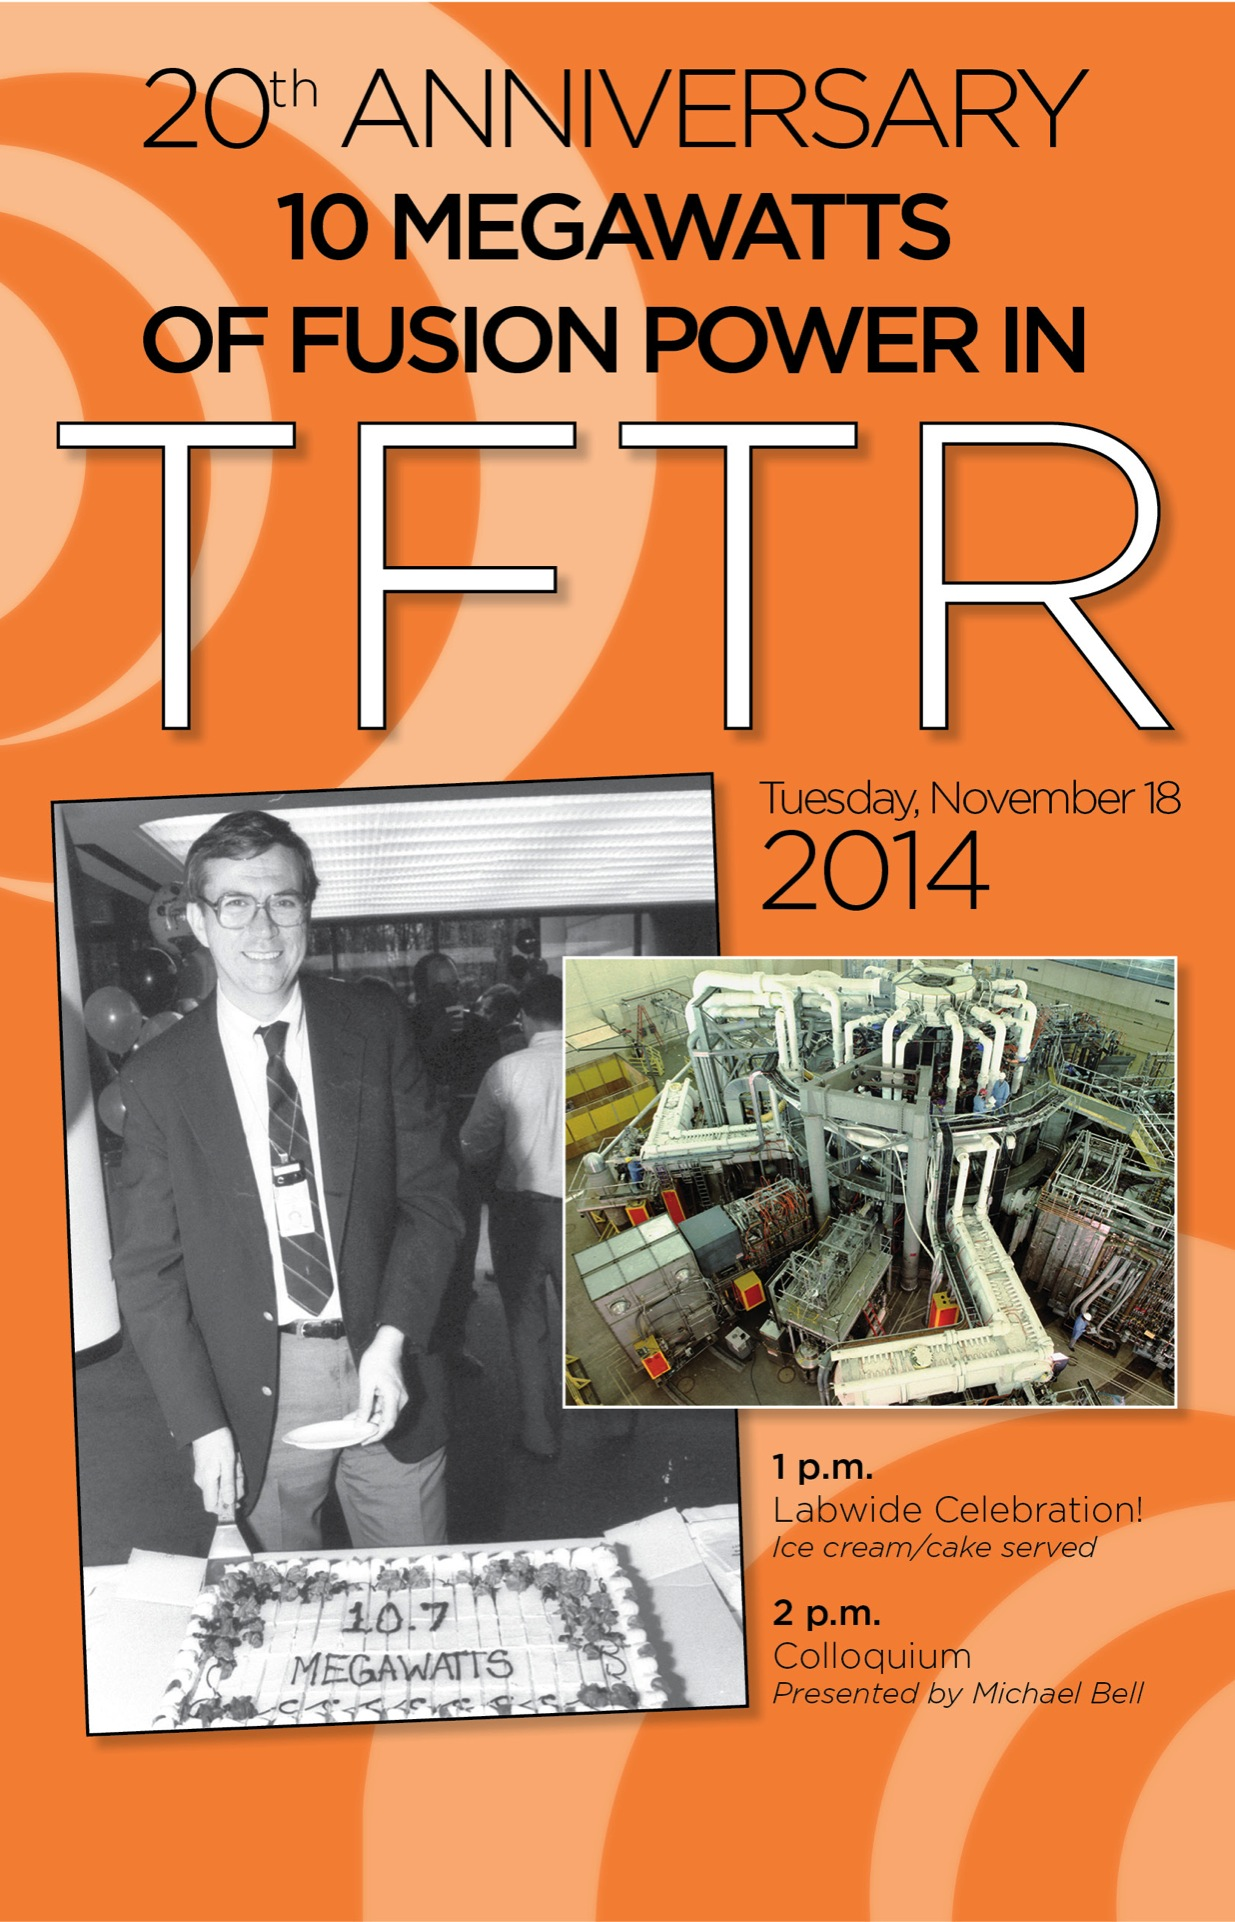 20th ANNIVERSARY
10 MEGAWATTS
OF FUSION POWER IN
TFTR
Tuesday, November 18
2014
1 p.m.
Labwide Celebration!
Ice cream/cake served
2 p.m.
Colloquium
Presented by Michael Bell
10.7
MEGAWATTS